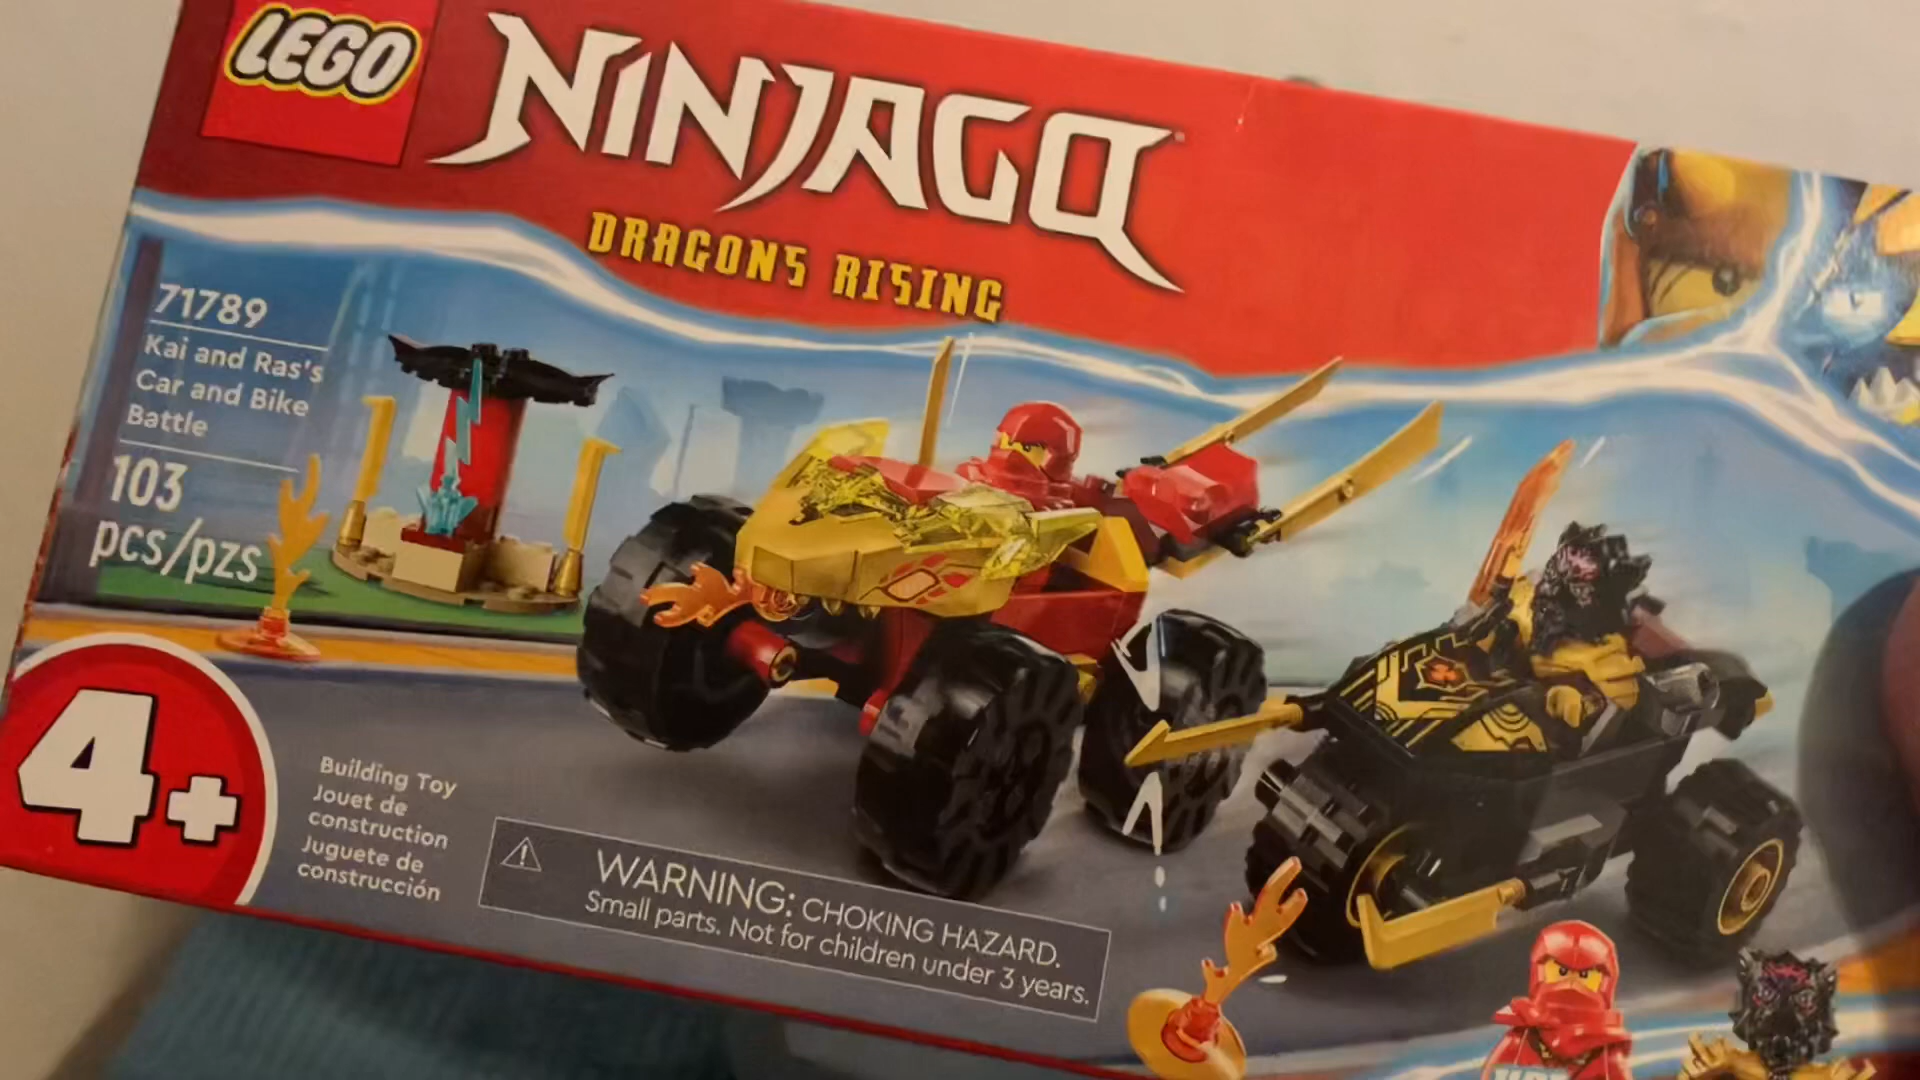 LEGO
NINJAGO
DRAGONS RISING
71789
Kai and Ras's
Car and Bike
Battle
103
pcs/pzs
4+
Building Toy
Jouet de
construction
Juguete de
construcción
WARNING: CHOKING HAZARD.
Small parts. Not for children under 3 years.